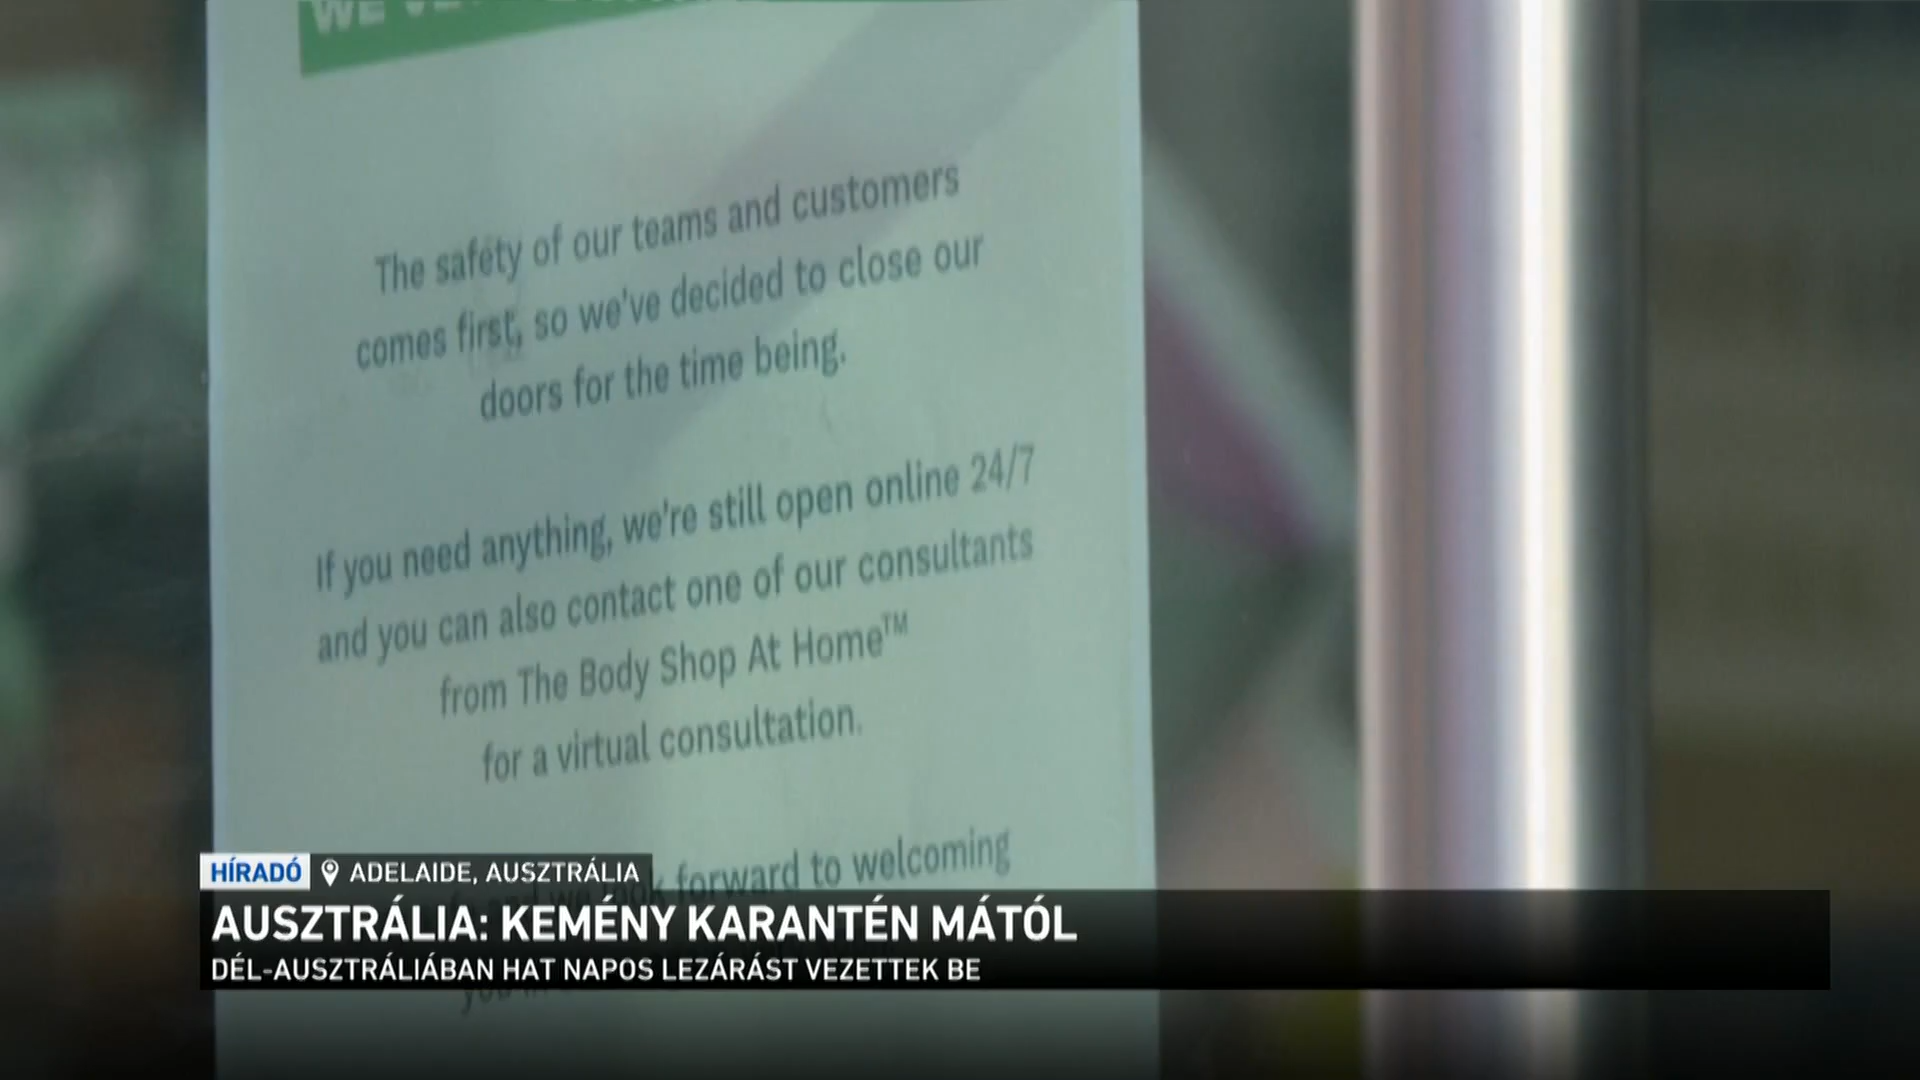 WE
The safety of our teams and customers
comes first, so we've decided to close our
doors for the time being.
If you need anything, we're still open online 24/7
and you can also contact one of our consultants
from The Body Shop At Home™
for a virtual consultation.
look forward to welcoming
HÍRADÓ ADELAIDE, AUSZTRÁLIA
AUSZTRÁLIA: KEMÉNY KARANTÉN MÁTÓL
DÉL-AUSZTRÁLIÁBAN HAT NAPOS LEZÁRÁST VEZETTEK BE